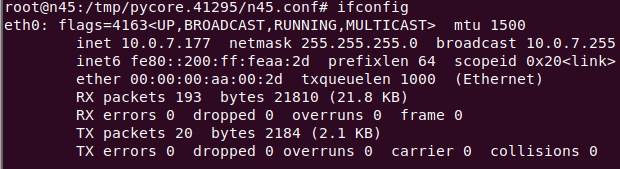 root@n45:/tmp/pycore.41295/n45.conf# ifconfig
eth0: flags=4163<UP,BROADCAST,RUNNING,MULTICAST>  mtu 1500
        inet 10.0.7.177  netmask 255.255.255.0  broadcast 10.0.7.255
        inet6 fe80::200:ff:feaa:2d  prefixlen 64  scopeid 0x20<link>
        ether 00:00:00:aa:00:2d  txqueuelen 1000  (Ethernet)
        RX packets 193  bytes 21810 (21.8 KB)
        RX errors 0  dropped 0  overruns 0  frame 0
        TX packets 20  bytes 2184 (2.1 KB)
        TX errors 0  dropped 0 overruns 0  carrier 0  collisions 0